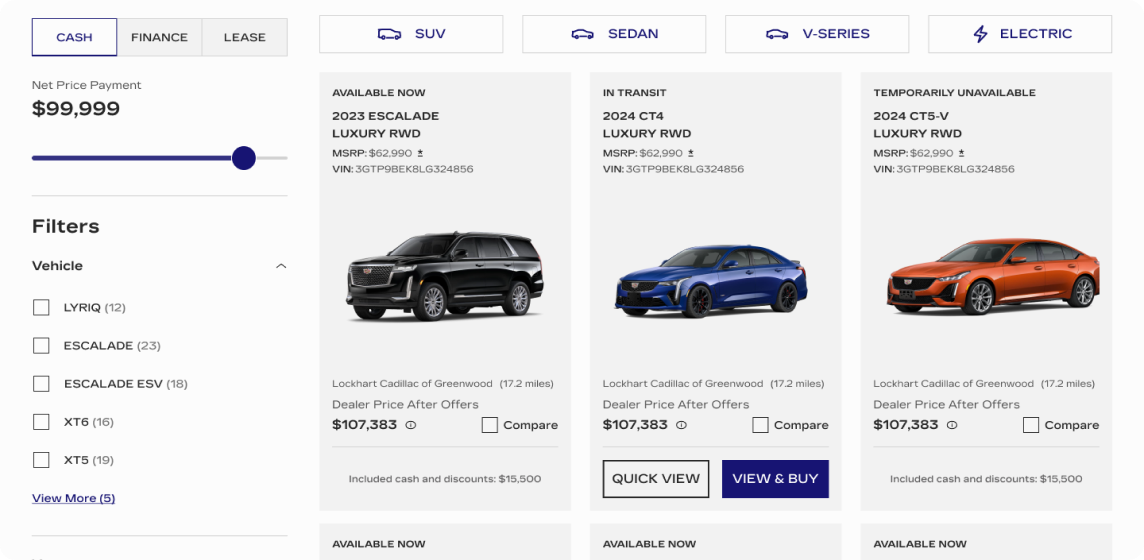 CASH
FINANCE
LEASE
Net Price Payment
$99,999
Filters
Vehicle
LYRIQ (12)
ESCALADE (23)
ESCALADE ESV (18)
XT6 (16)
XT5 (19)
View More (5)
SUV
SEDAN
V-SERIES
ELECTRIC
AVAILABLE NOW
2023 ESCALADE
LUXURY RWD
MSRP: $62,990 ±
VIN: 3GTP9BEK8LG324856
Lockhart Cadillac of Greenwood (17.2 miles)
Dealer Price After Offers
$107,383
Compare
Included cash and discounts: $15,500
IN TRANSIT
2024 CT4
LUXURY RWD
MSRP: $62,990 ±
VIN: 3GTP9BEK8LG324856
Lockhart Cadillac of Greenwood (17.2 miles)
Dealer Price After Offers
$107,383
Compare
QUICK VIEW
VIEW & BUY
TEMPORARILY UNAVAILABLE
2024 CT5-V
LUXURY RWD
MSRP: $62,990 ±
VIN: 3GTP9BEK8LG324856
Lockhart Cadillac of Greenwood (17.2 miles)
Dealer Price After Offers
$107,383
Compare
Included cash and discounts: $15,500
AVAILABLE NOW
AVAILABLE NOW
AVAILABLE NOW